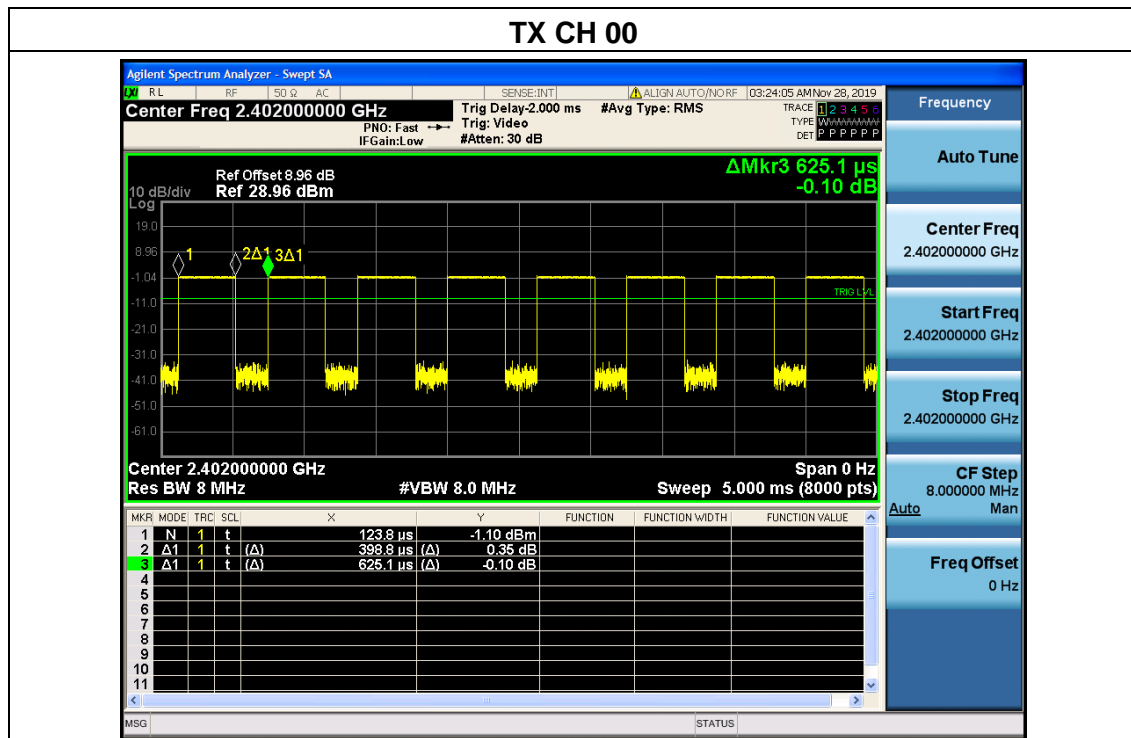 TX CH 00
Agilent Spectrum Analyzer - Swept SA
LXI RL RF 50 Ω AC SENSE:INT ALIGN AUTO/NO RF 03:24:05 AM Nov 28, 2019
Center Freq 2.402000000 GHz
PNO: Fast
IFGain:Low
Trig Delay-2.000 ms
Trig: Video
#Atten: 30 dB
#Avg Type: RMS
TRACE 1 2 3 4 5 6
TYPE WWWWWW
DET P P P P P P
ΔMkr3 625.1 µs
-0.10 dB
Ref Offset 8.96 dB
10 dB/div Ref 28.96 dBm
Log
19.0
8.96
-1.04
-11.0
-21.0
-31.0
-41.0
-51.0
-61.0
1 2Δ1 3Δ1
TRIG LVL
Center 2.402000000 GHz Span 0 Hz
Res BW 8 MHz #VBW 8.0 MHz Sweep 5.000 ms (8000 pts)
MKR MODE TRC SCL X Y FUNCTION FUNCTION WIDTH FUNCTION VALUE
1 N 1 t 123.8 µs -1.10 dBm
2 Δ1 1 t (Δ) 398.8 µs (Δ) 0.35 dB
3 Δ1 1 t (Δ) 625.1 µs (Δ) -0.10 dB
4
5
6
7
8
9
10
11
MSG STATUS
Frequency
Auto Tune
Center Freq
2.402000000 GHz
Start Freq
2.402000000 GHz
Stop Freq
2.402000000 GHz
CF Step
8.000000 MHz
Auto Man
Freq Offset
0 Hz